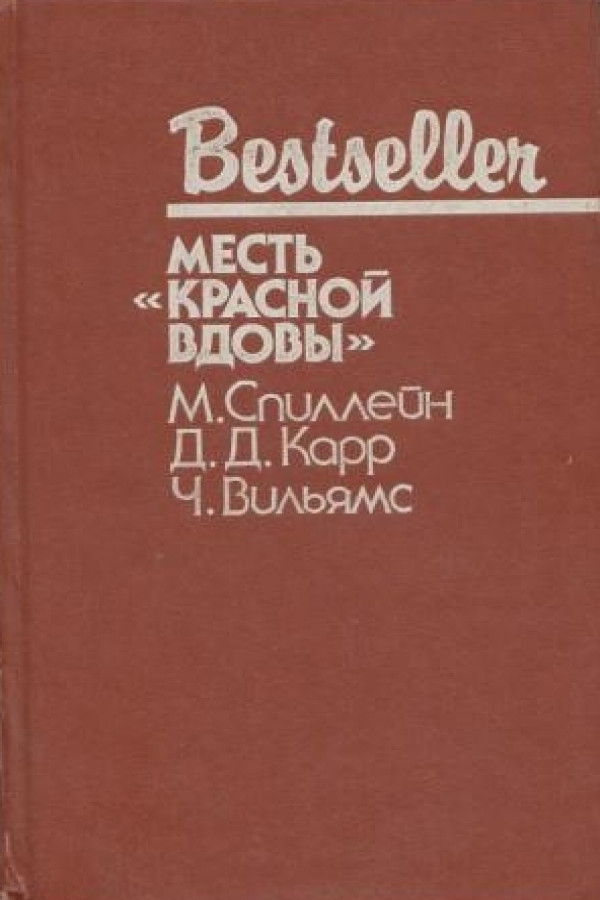 Bestseller
МЕСТЬ
«КРАСНОЙ
ВДОВЫ»
М. Спиллейн
Д. Д. Карр
Ч. Вильямс